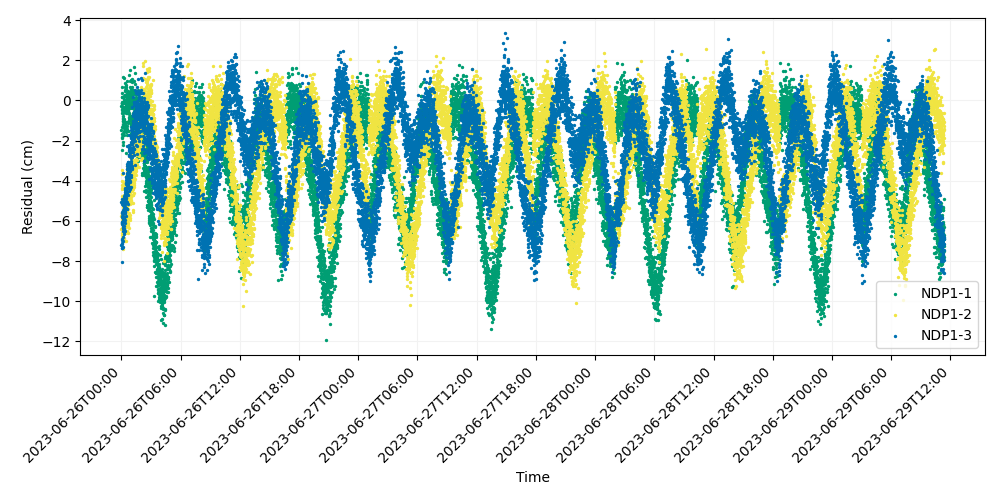 4
2
0
−2
−4
−6
−8
−10
−12
Residual (cm)
NDP1-1
NDP1-2
NDP1-3
2023-06-26T00:00
2023-06-26T06:00
2023-06-26T12:00
2023-06-26T18:00
2023-06-27T00:00
2023-06-27T06:00
2023-06-27T12:00
2023-06-27T18:00
2023-06-28T00:00
2023-06-28T06:00
2023-06-28T12:00
2023-06-28T18:00
2023-06-29T00:00
2023-06-29T06:00
2023-06-29T12:00
Time